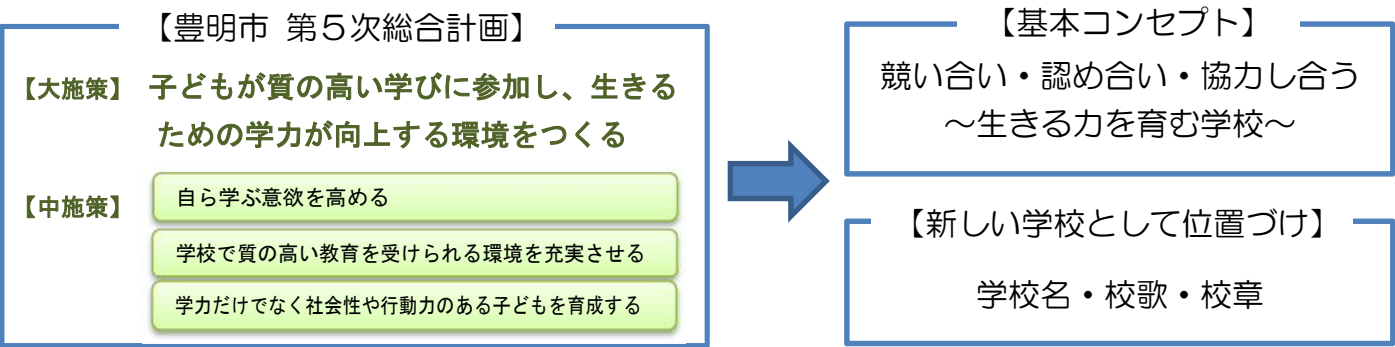 【豊明市 第5次総合計画】
【大施策】 子どもが質の高い学びに参加し、生きる
ための学力が向上する環境をつくる
【中施策】
自ら学ぶ意欲を高める
学校で質の高い教育を受けられる環境を充実させる
学力だけでなく社会性や行動力のある子どもを育成する
【基本コンセプト】
競い合い・認め合い・協力し合う
～生きる力を育む学校～
【新しい学校として位置づけ】
学校名・校歌・校章